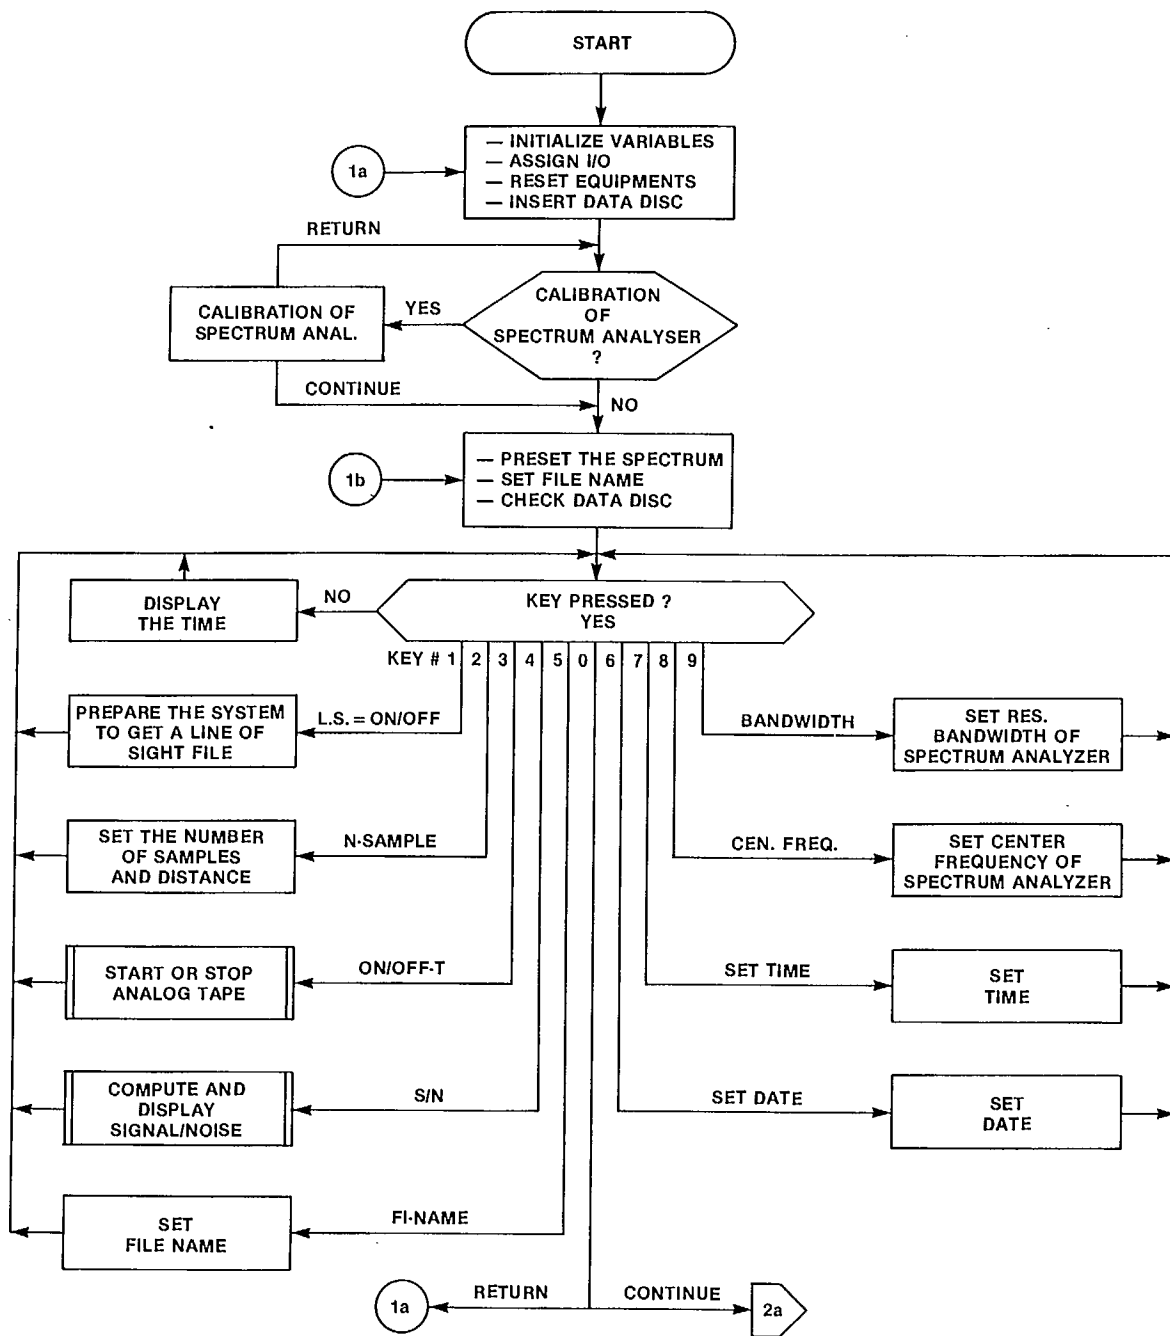 START
— INITIALIZE VARIABLES
— ASSIGN I/O
— RESET EQUIPMENTS
— INSERT DATA DISC
1a
RETURN
CALIBRATION OF
SPECTRUM ANAL.
YES
CALIBRATION
OF
SPECTRUM ANALYSER
?
CONTINUE
NO
1b
— PRESET THE SPECTRUM
— SET FILE NAME
— CHECK DATA DISC
DISPLAY
THE TIME
NO
KEY PRESSED ?
YES
KEY # 1 2 3 4 5 0 6 7 8 9
PREPARE THE SYSTEM
TO GET A LINE OF
SIGHT FILE
L.S. = ON/OFF
BANDWIDTH
SET RES.
BANDWIDTH OF
SPECTRUM ANALYZER
SET THE NUMBER
OF SAMPLES
AND DISTANCE
N·SAMPLE
CEN. FREQ.
SET CENTER
FREQUENCY OF
SPECTRUM ANALYZER
START OR STOP
ANALOG TAPE
ON/OFF-T
SET TIME
SET
TIME
COMPUTE AND
DISPLAY
SIGNAL/NOISE
S/N
SET DATE
SET
DATE
SET
FILE NAME
FI·NAME
1a
RETURN
CONTINUE
2a